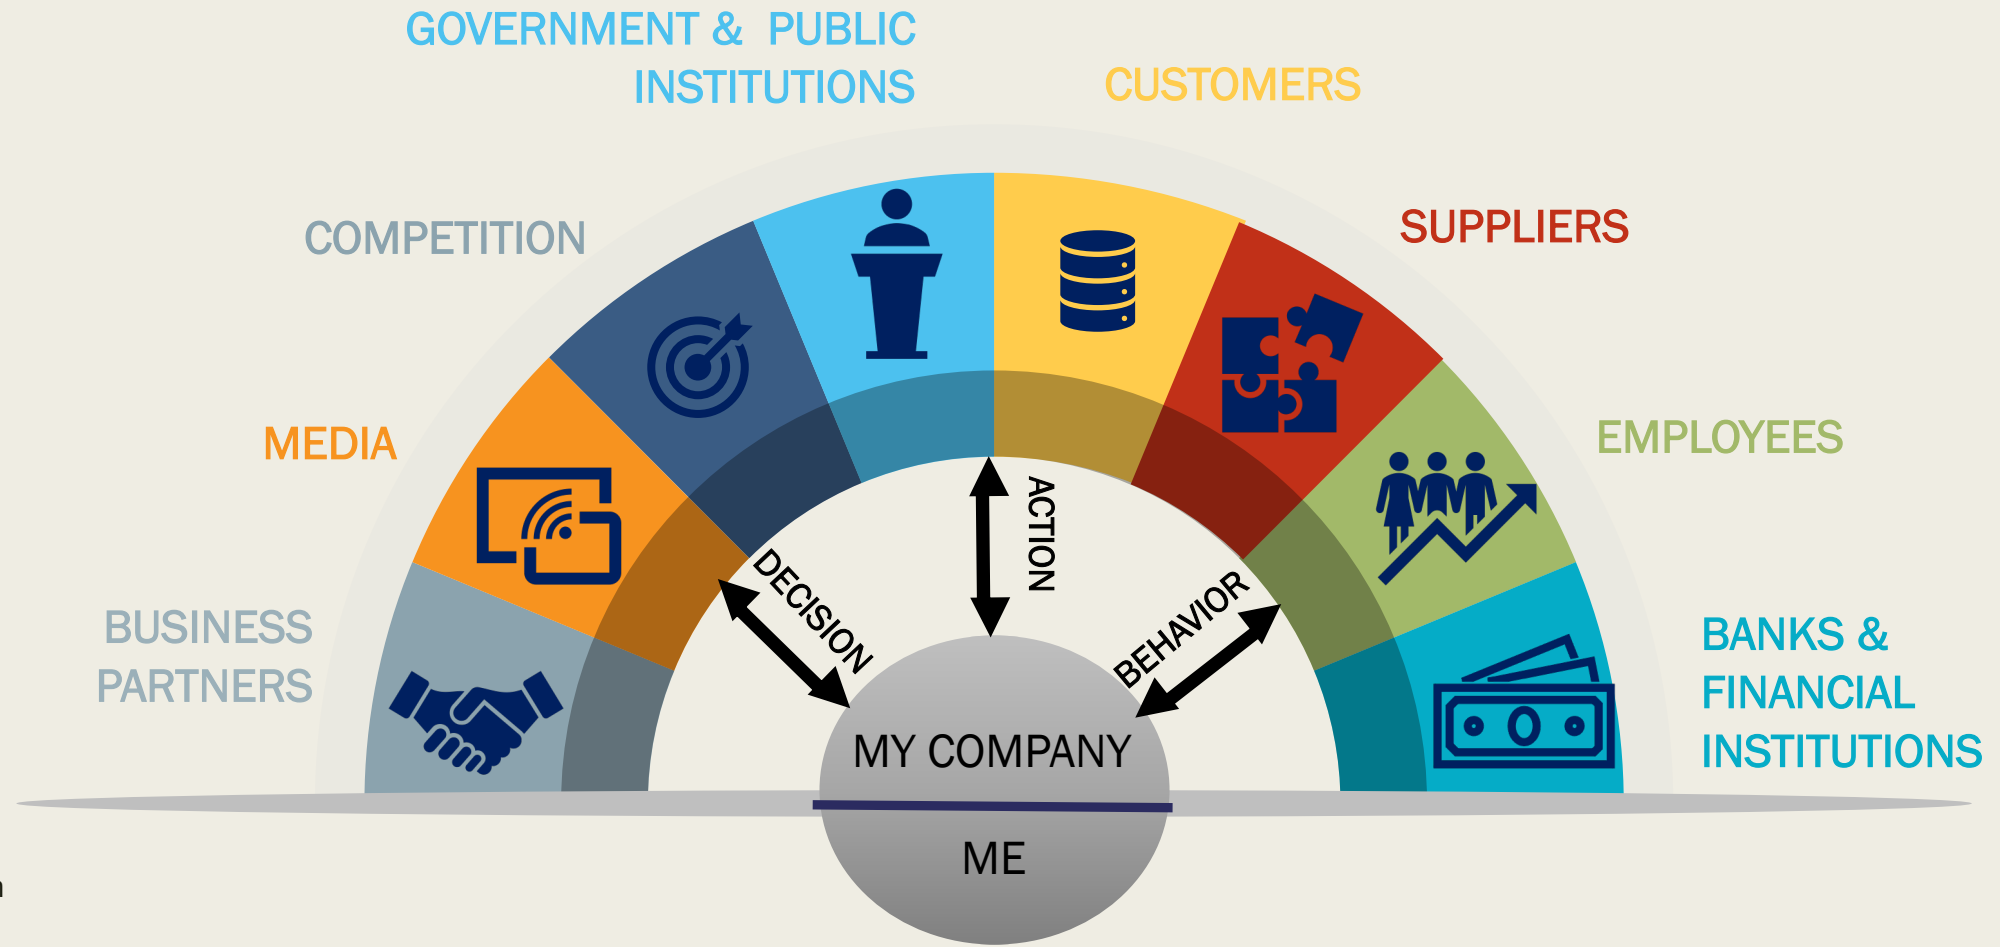 GOVERNMENT & PUBLIC
INSTITUTIONS
CUSTOMERS
COMPETITION
SUPPLIERS
MEDIA
EMPLOYEES
BUSINESS
PARTNERS
BANKS &
FINANCIAL
INSTITUTIONS
DECISION
ACTION
BEHAVIOR
MY COMPANY
ME